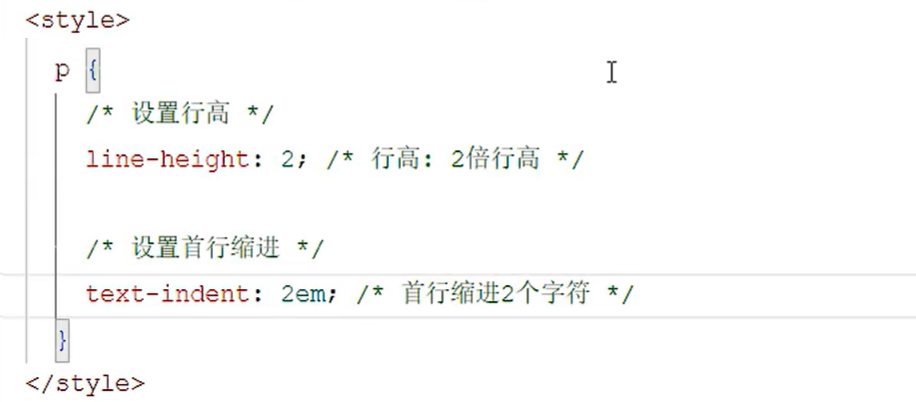 <style>
p {
/* 设置行高 */
line-height: 2; /* 行高: 2倍行高 */
/* 设置首行缩进 */
text-indent: 2em; /* 首行缩进2个字符 */
}
</style>